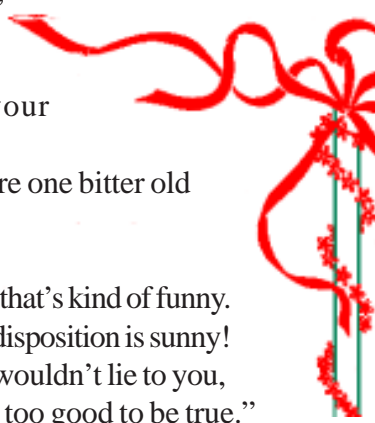 your
re one bitter old
that’s kind of funny.
disposition is sunny!
wouldn’t lie to you,
too good to be true.”